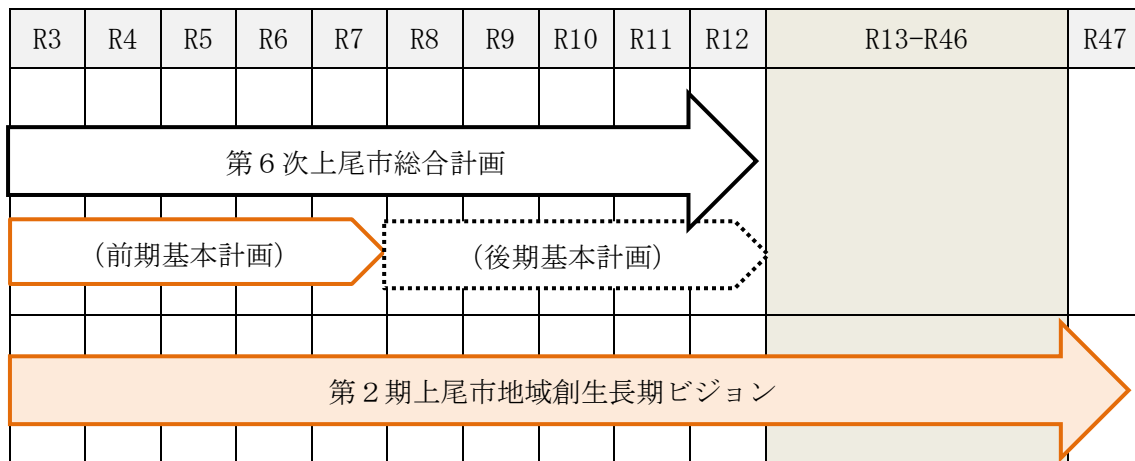 R3 R4 R5 R6 R7 R8 R9 R10 R11 R12 R13-R46 R47
第６次上尾市総合計画
(前期基本計画) (後期基本計画)
第２期上尾市地域創生長期ビジョン